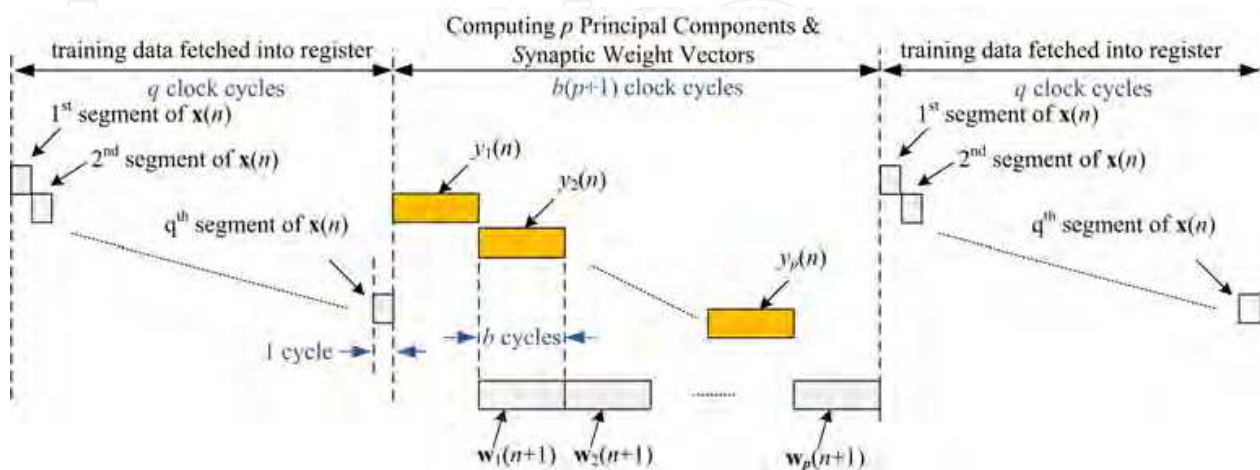 training data fetched into register
q clock cycles
1st segment of x(n)
2nd segment of x(n)
qth segment of x(n)
1 cycle
Computing p Principal Components &
Synaptic Weight Vectors
b(p+1) clock cycles
y1(n)
y2(n)
yp(n)
b cycles
w1(n+1)
w2(n+1)
wp(n+1)
training data fetched into register
q clock cycles
1st segment of x(n)
2nd segment of x(n)
qth segment of x(n)